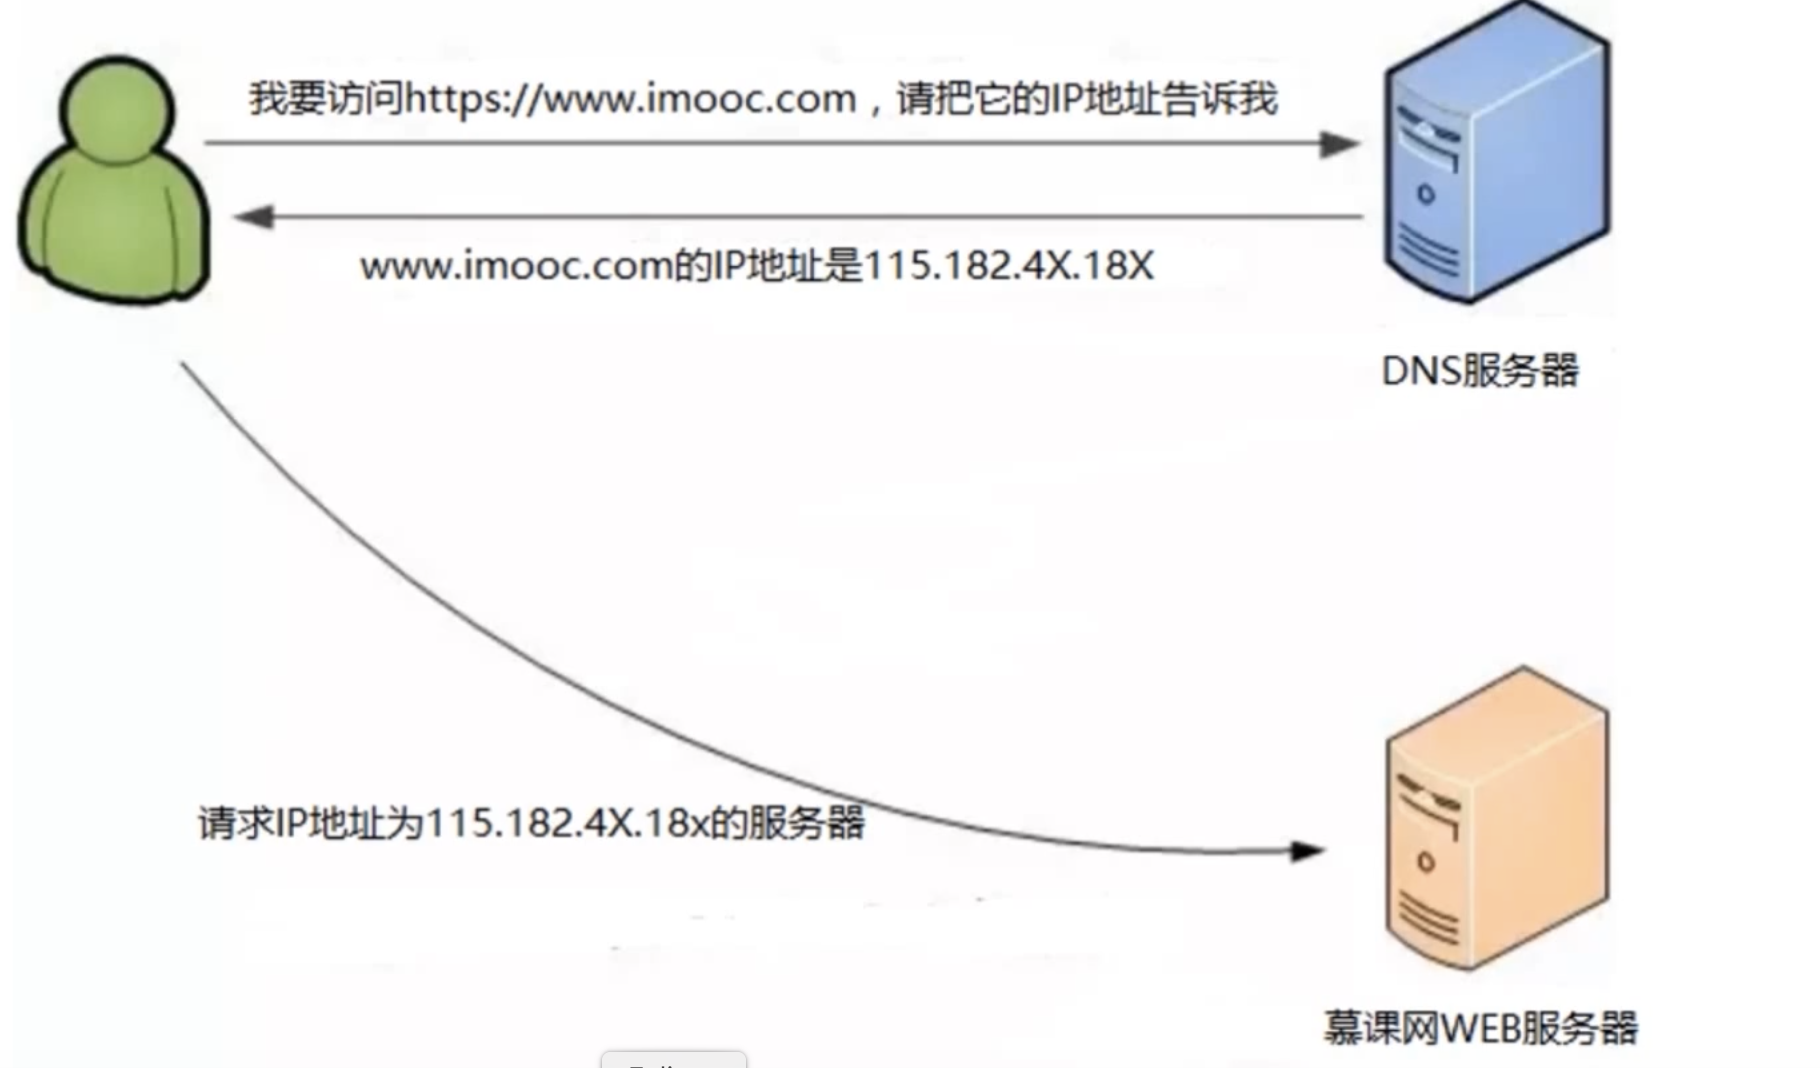 我要访问https://www.imooc.com，请把它的IP地址告诉我
www.imooc.com的IP地址是115.182.4X.18X
DNS服务器
请求IP地址为115.182.4X.18x的服务器
慕课网WEB服务器